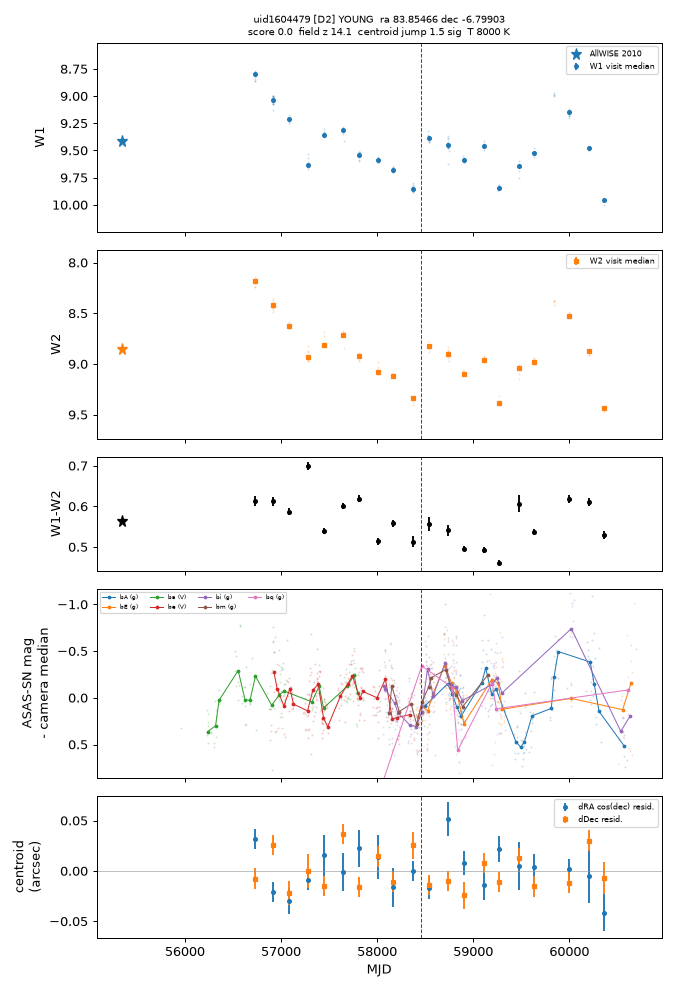 uid1604479 [D2] YOUNG ra 83.85466 dec -6.79903
score 0.0 field z 14.1 centroid jump 1.5 sig T 8000 K
W1
8.75
9.00
9.25
9.50
9.75
10.00
AllWISE 2010
W1 visit median
W2
8.0
8.5
9.0
9.5
W2 visit median
W1-W2
0.7
0.6
0.5
ASAS-SN mag
- camera median
−1.0
−0.5
0.0
0.5
bA (g)
bE (g)
ba (V)
be (V)
bi (g)
bm (g)
bq (g)
centroid
(arcsec)
0.05
0.00
−0.05
dRA cos(dec) resid.
dDec resid.
56000
57000
58000
59000
60000
MJD